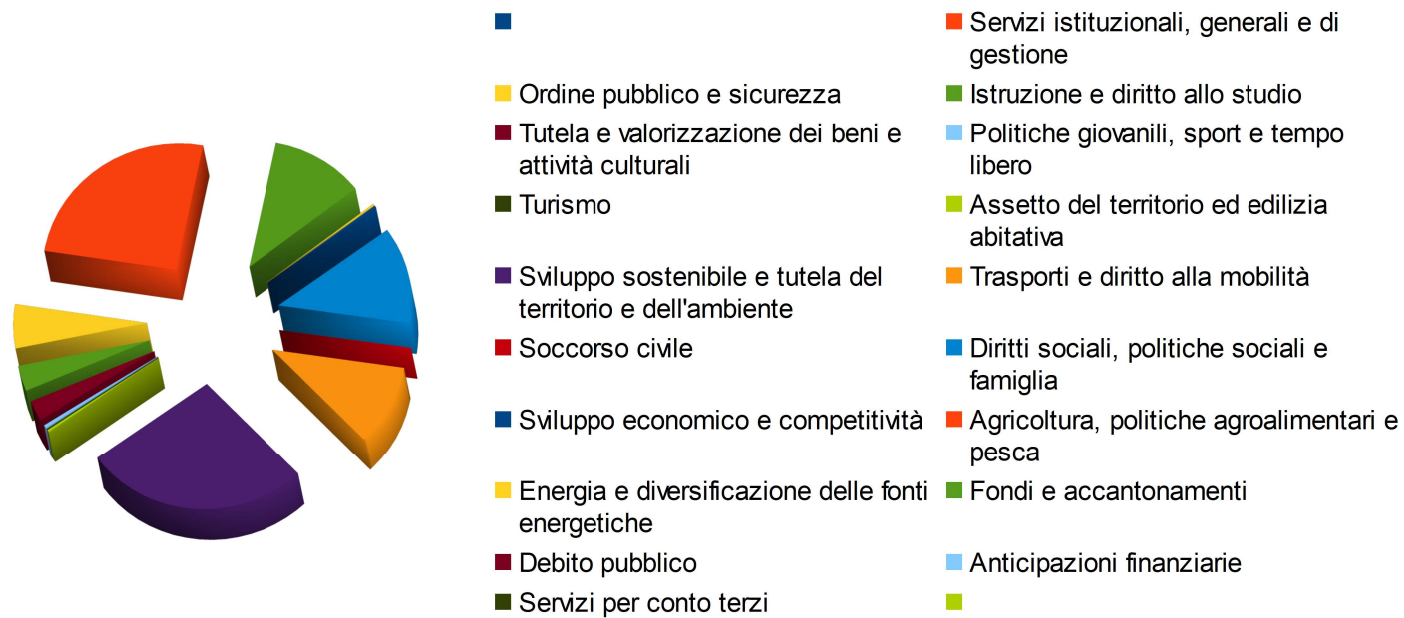 Servizi istituzionali, generali e di
gestione
Ordine pubblico e sicurezza
Istruzione e diritto allo studio
Tutela e valorizzazione dei beni e
attività culturali
Politiche giovanili, sport e tempo
libero
Turismo
Assetto del territorio ed edilizia
abitativa
Sviluppo sostenibile e tutela del
territorio e dell'ambiente
Trasporti e diritto alla mobilità
Soccorso civile
Diritti sociali, politiche sociali e
famiglia
Sviluppo economico e competitività
Agricoltura, politiche agroalimentari e
pesca
Energia e diversificazione delle fonti
energetiche
Fondi e accantonamenti
Debito pubblico
Anticipazioni finanziarie
Servizi per conto terzi